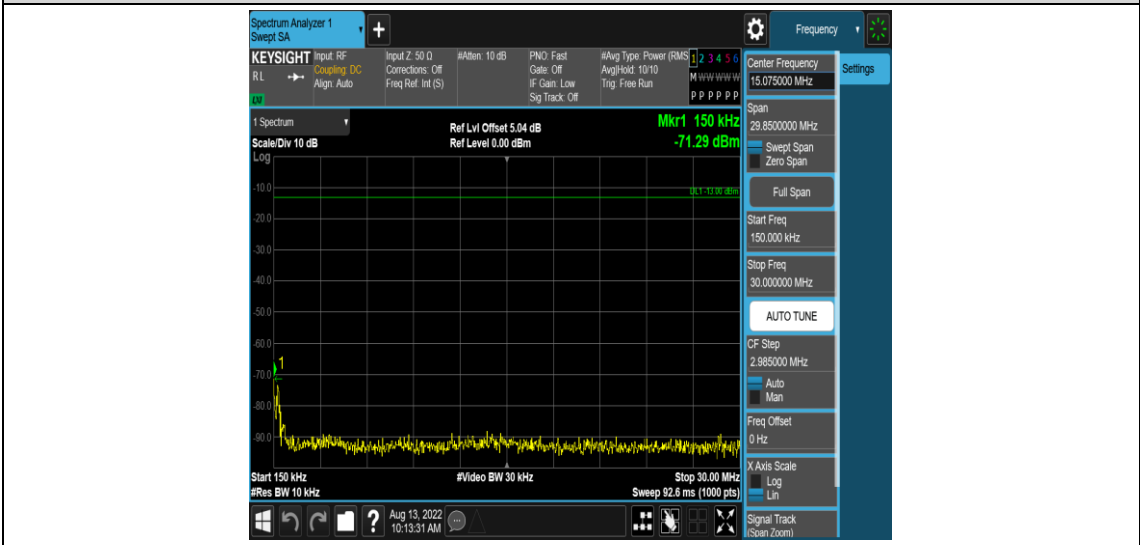 Spectrum Analyzer 1
Swept SA
+
Frequency
KEYSIGHT
RL
LXI
Input: RF
Coupling: DC
Align: Auto
Input Z: 50 Ω
Corrections: Off
Freq Ref: Int (S)
#Atten: 10 dB
PNO: Fast
Gate: Off
IF Gain: Low
Sig Track: Off
#Avg Type: Power (RMS
Avg|Hold: 10/10
Trig: Free Run
1 2 3 4 5 6
M W W W W W
P P P P P P
Center Frequency
15.075000 MHz
Settings
1 Spectrum
Scale/Div 10 dB
Ref Lvl Offset 5.04 dB
Ref Level 0.00 dBm
Mkr1 150 kHz
-71.29 dBm
Log
DL1 -13.00 dBm
-10.0
-20.0
-30.0
-40.0
-50.0
-60.0
-70.0
-80.0
-90.0
1
Start 150 kHz
#Res BW 10 kHz
#Video BW 30 kHz
Stop 30.00 MHz
Sweep 92.6 ms (1000 pts)
Span
29.8500000 MHz
Swept Span
Zero Span
Full Span
Start Freq
150.000 kHz
Stop Freq
30.000000 MHz
AUTO TUNE
CF Step
2.985000 MHz
Auto
Man
Freq Offset
0 Hz
X Axis Scale
Log
Lin
Signal Track
(Span Zoom)
?
Aug 13, 2022
10:13:31 AM